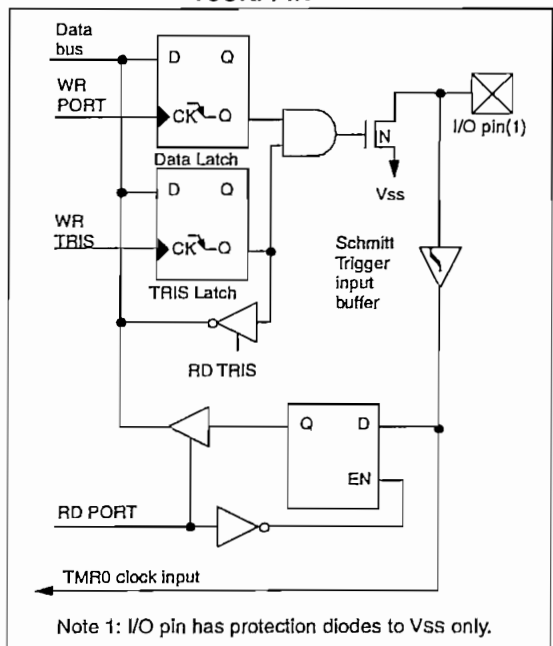 Data
bus
D Q
WR
PORT
CK Q
Data Latch
N
I/O pin(1)
Vss
D Q
WR
TRIS
CK Q
TRIS Latch
Schmitt
Trigger
input
buffer
RD TRIS
Q D
EN
RD PORT
TMR0 clock input
Note 1: I/O pin has protection diodes to Vss only.